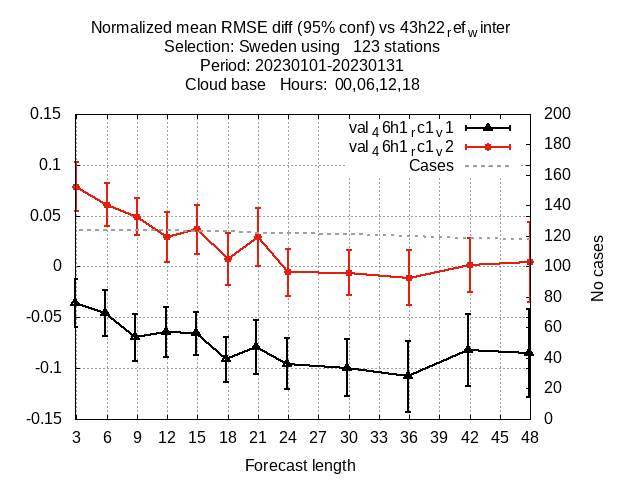 Normalized mean RMSE diff (95% conf) vs 43h22refwinter
Selection: Sweden using   123 stations
Period: 20230101-20230131
Cloud base   Hours: 00,06,12,18
0.15 200
val46h1rc1v1 180
val46h1rc1v2
0.1 Cases 160
0.05 140
120
0 100
80
-0.05 60
-0.1 40
20
-0.15 0
No cases
3 6 9 12 15 18 21 24 27 30 33 36 39 42 45 48
Forecast length